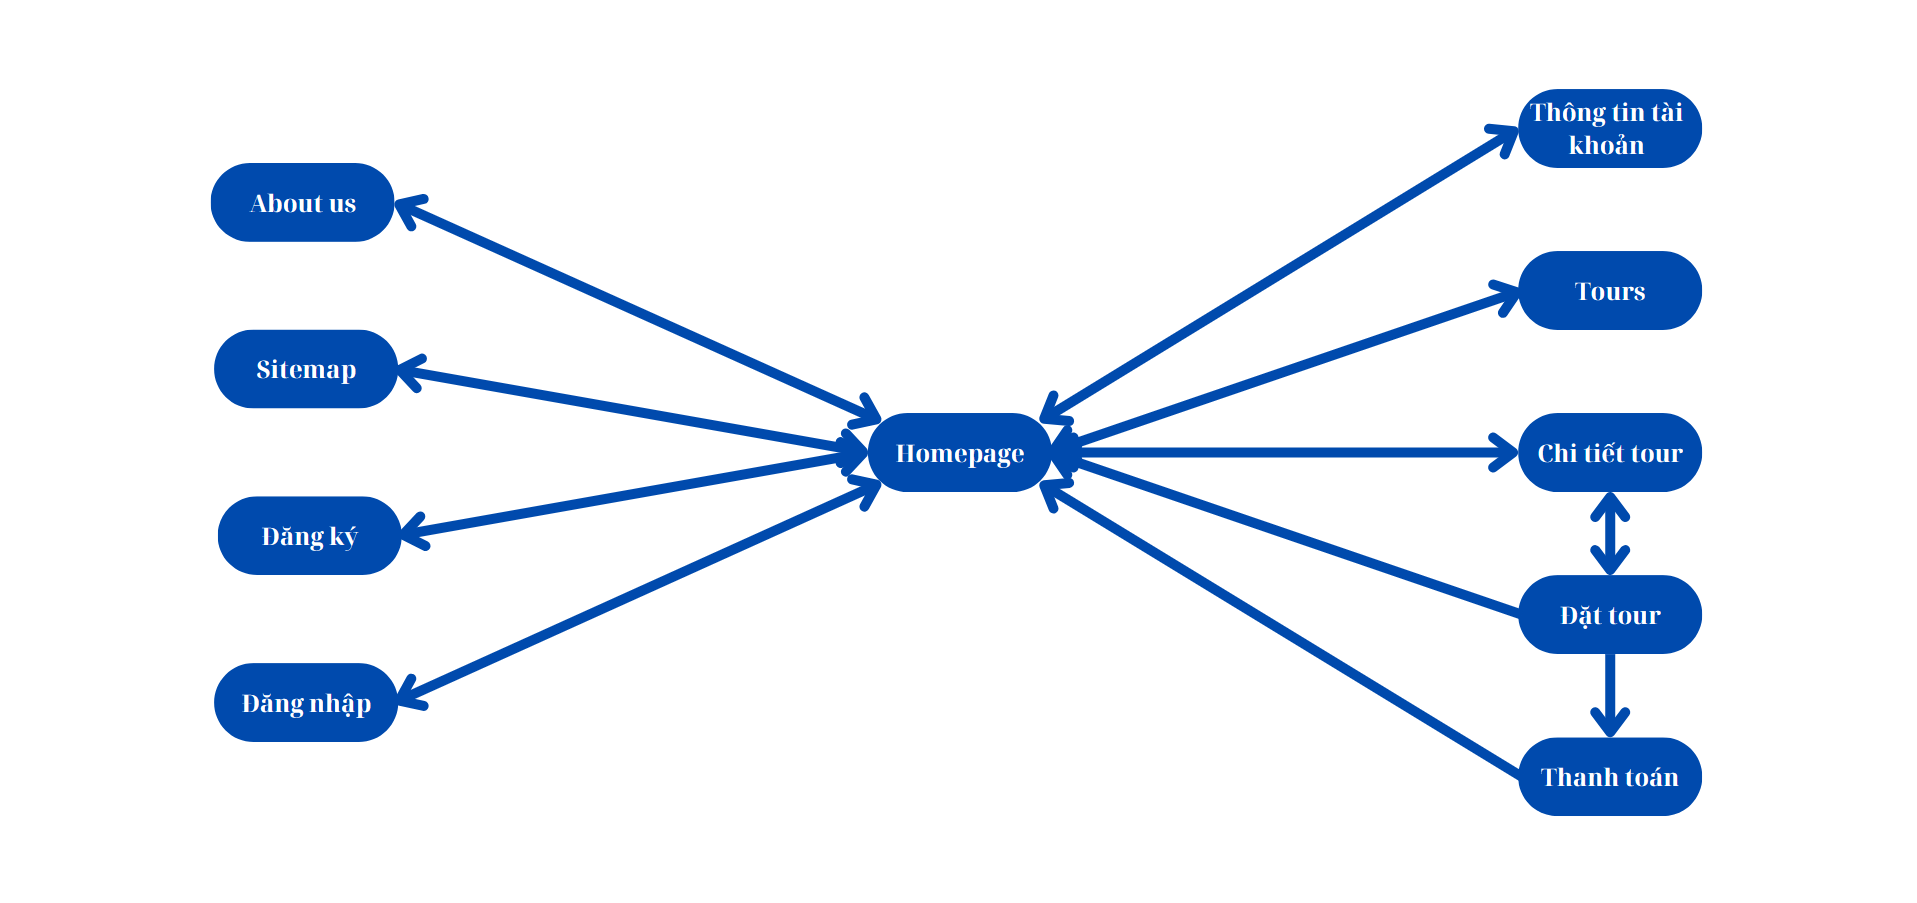 About us
Sitemap
Đăng ký
Đăng nhập
Homepage
Thông tin tài
khoản
Tours
Chi tiết tour
Đặt tour
Thanh toán